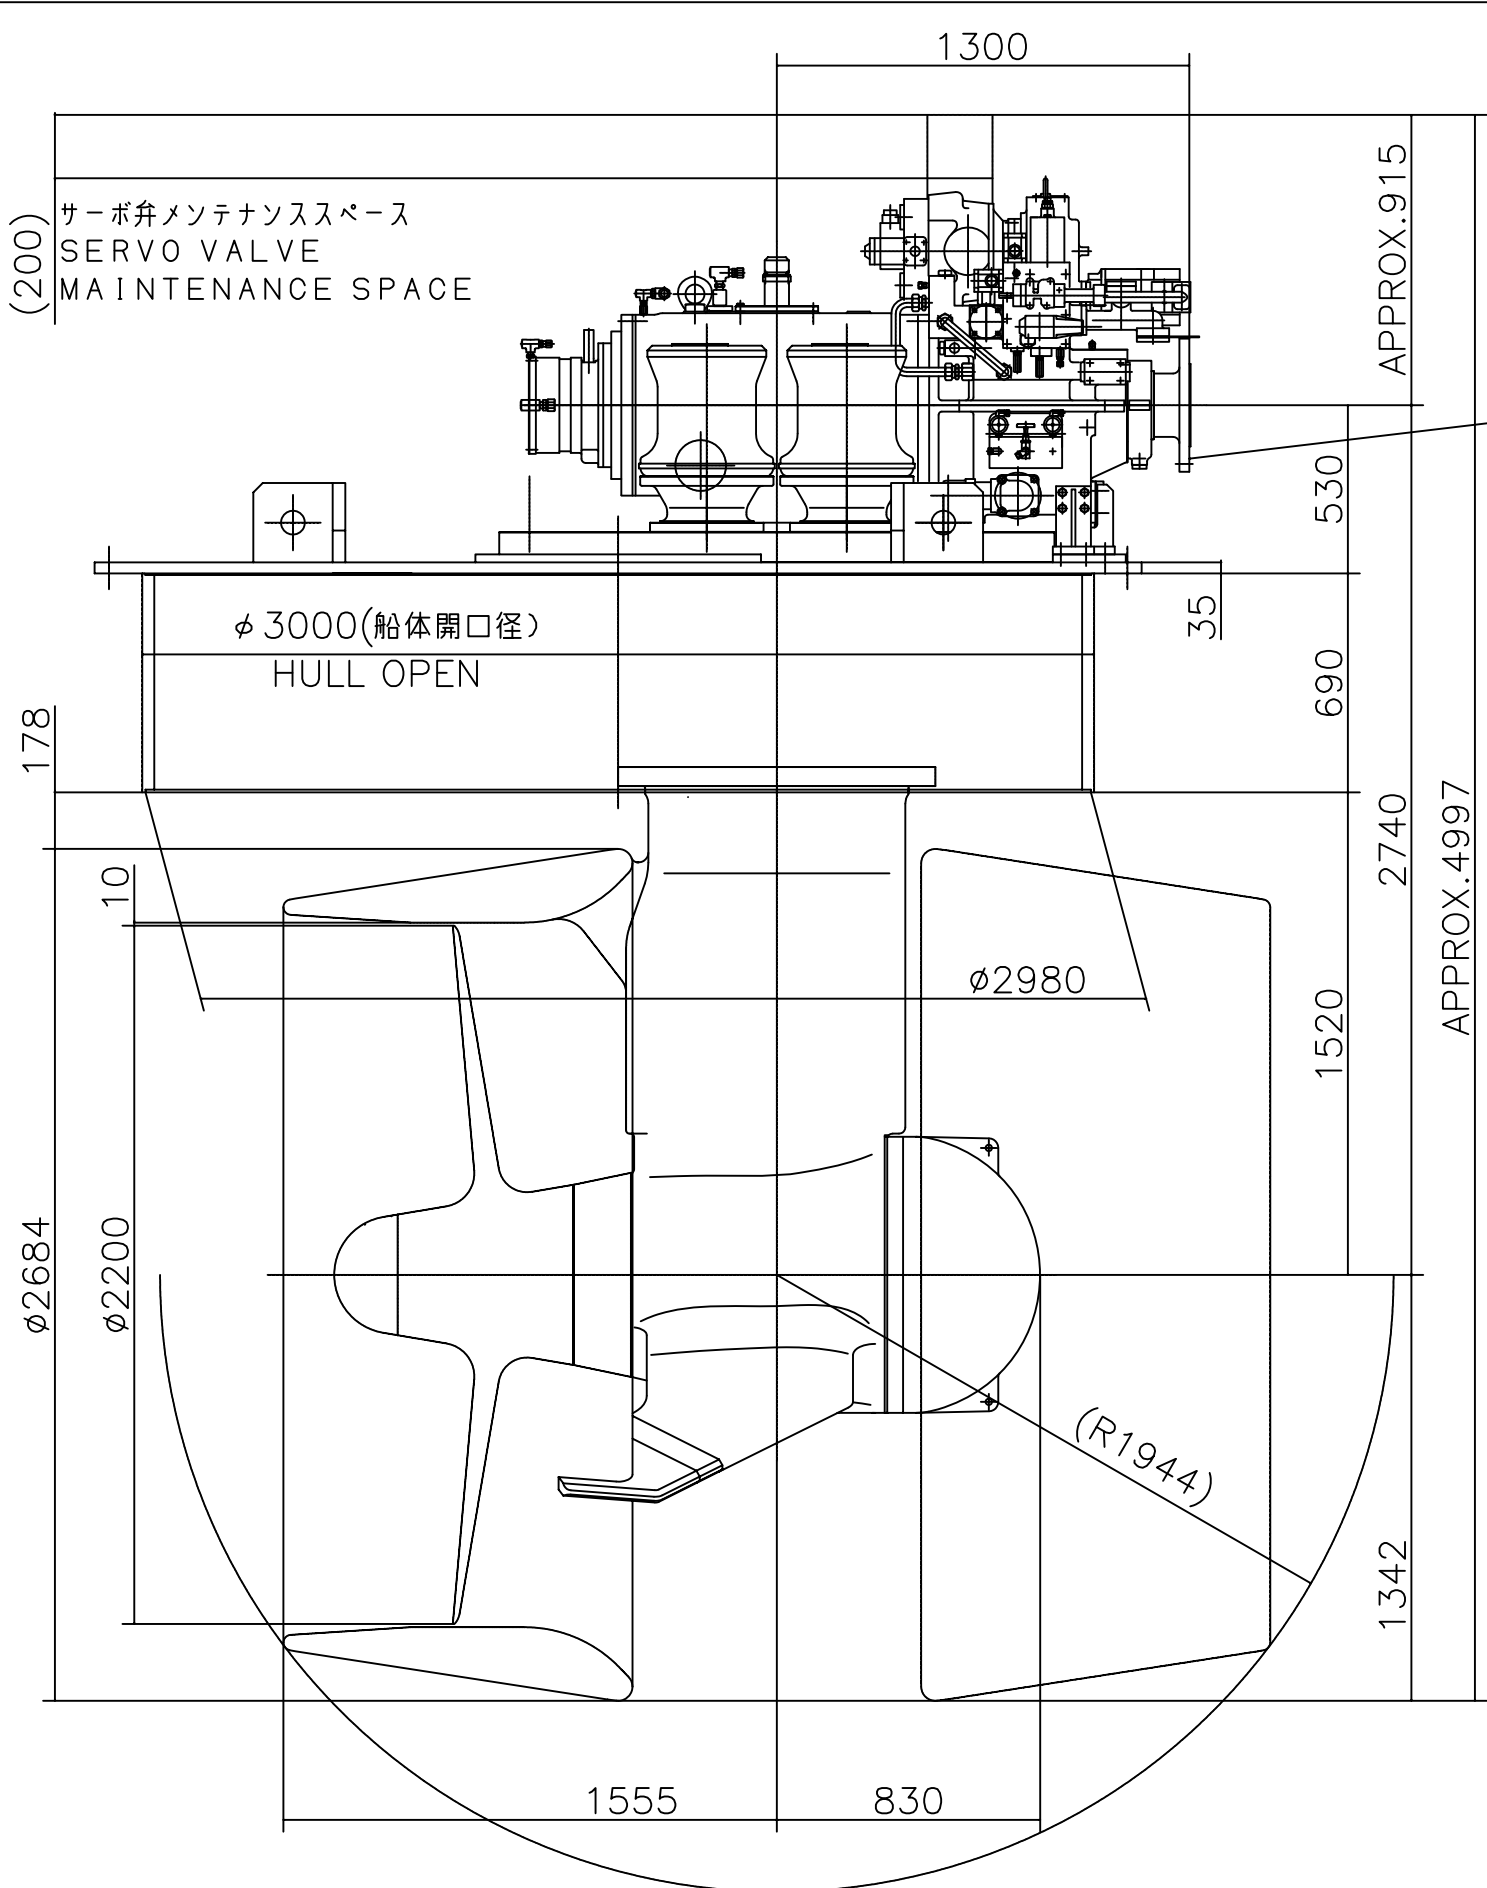 1300
APPROX.915
(200)
サーボ弁メンテナンススペース
SERVO VALVE
MAINTENANCE SPACE
530
35
φ3000(船体開口径)
HULL OPEN
690
178
2740
APPROX.4997
10
φ2980
1520
φ2684
φ2200
(R1944)
1342
1555
830